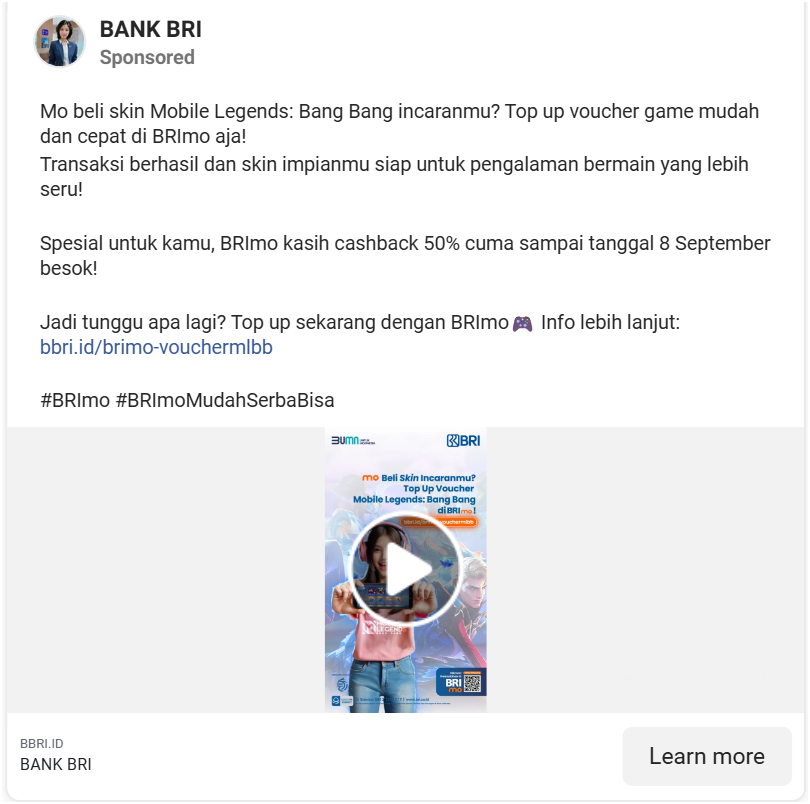 BANK BRI
Sponsored
Mo beli skin Mobile Legends: Bang Bang incaranmu? Top up voucher game mudah
dan cepat di BRImo aja!
Transaksi berhasil dan skin impianmu siap untuk pengalaman bermain yang lebih
seru!
Spesial untuk kamu, BRImo kasih cashback 50% cuma sampai tanggal 8 September
besok!
Jadi tunggu apa lagi? Top up sekarang dengan BRImo🎮 Info lebih lanjut:
bbri.id/brimo-vouchermlbb
#BRImo #BRImoMudahSerbaBisa
BUMN UNTUK INDONESIA
BRI
mo Beli Skin Incaranmu?
Top Up Voucher
Mobile Legends: Bang Bang
di BRImo !
vouchermlbb
BRI
mo
BBRI.ID
BANK BRI
Learn more